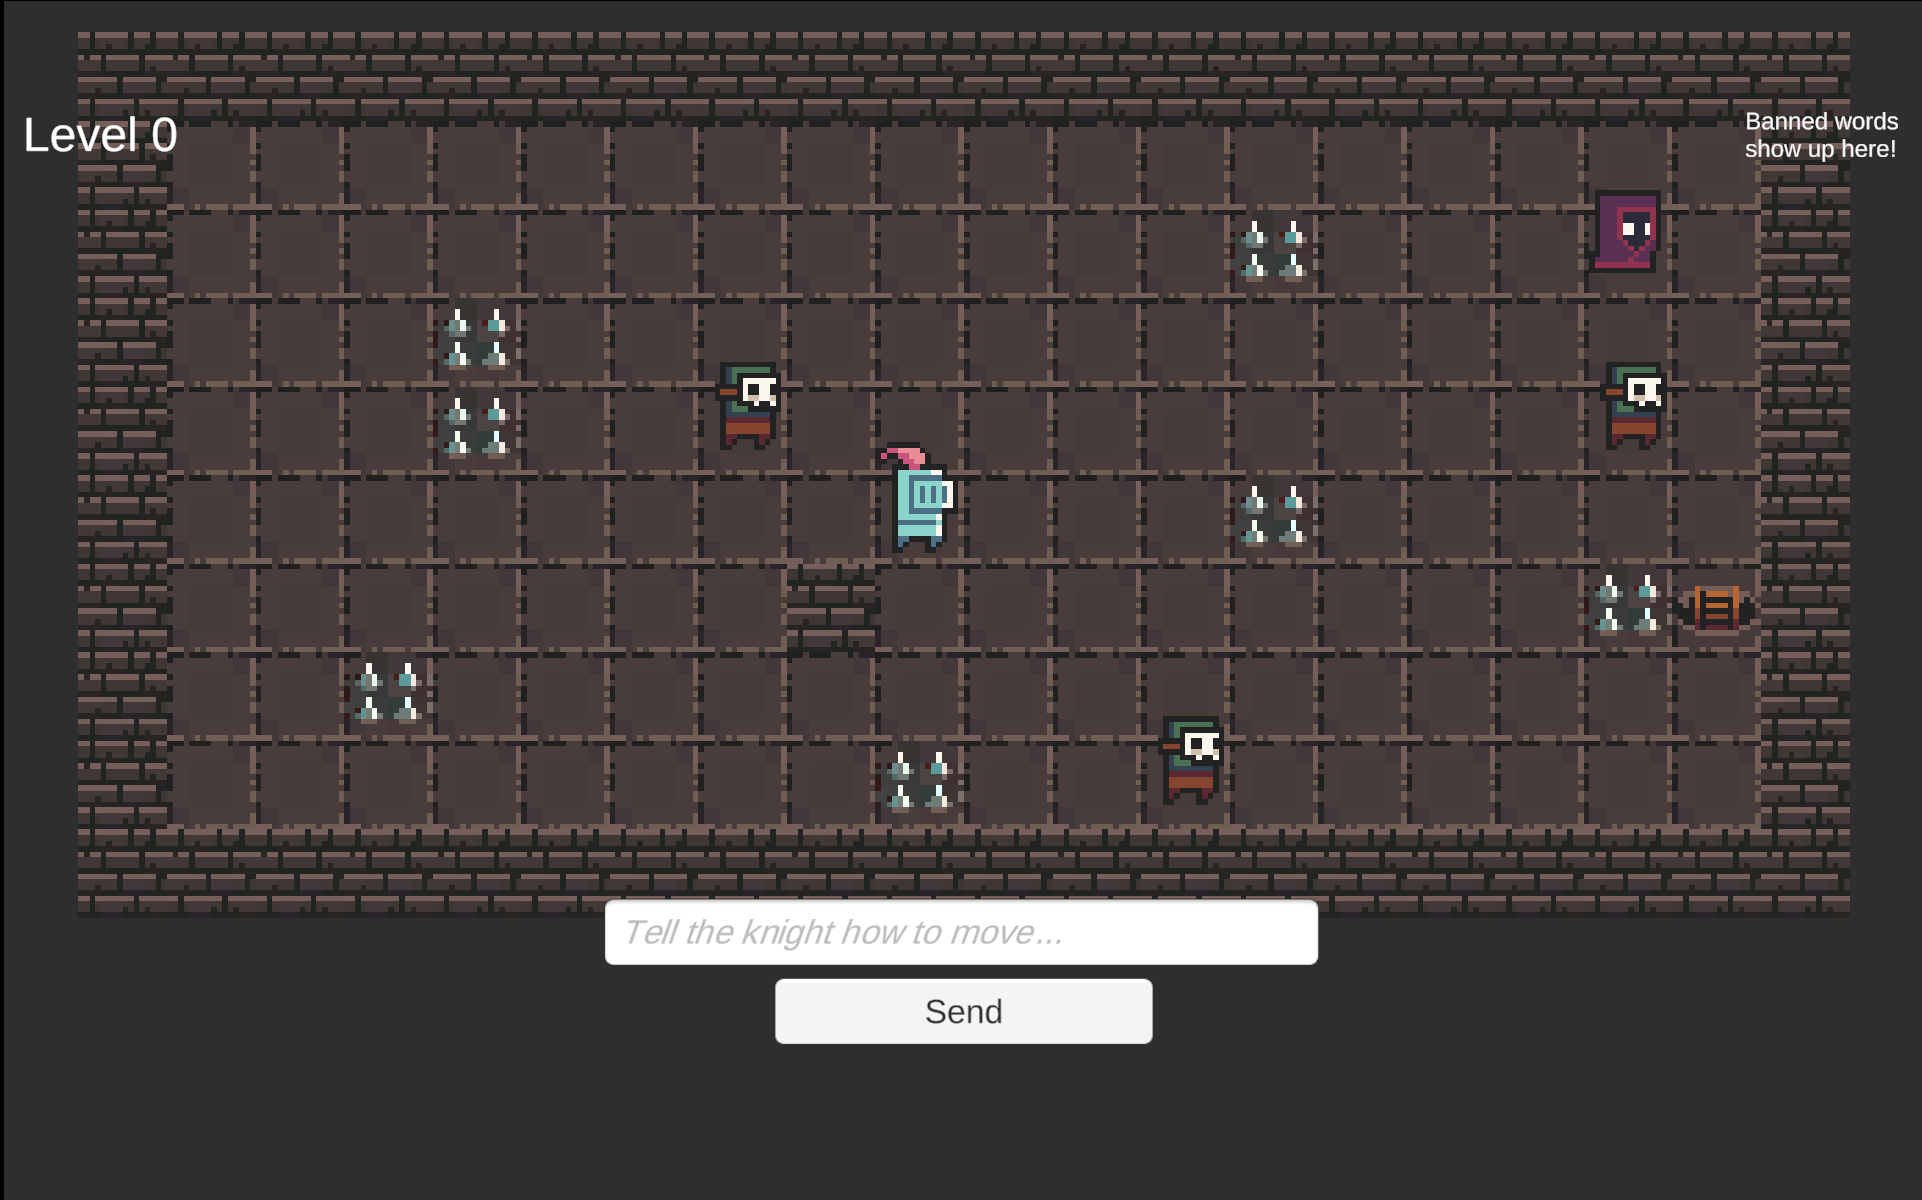 Level 0
Banned words
show up here!
Tell the knight how to move...
Send